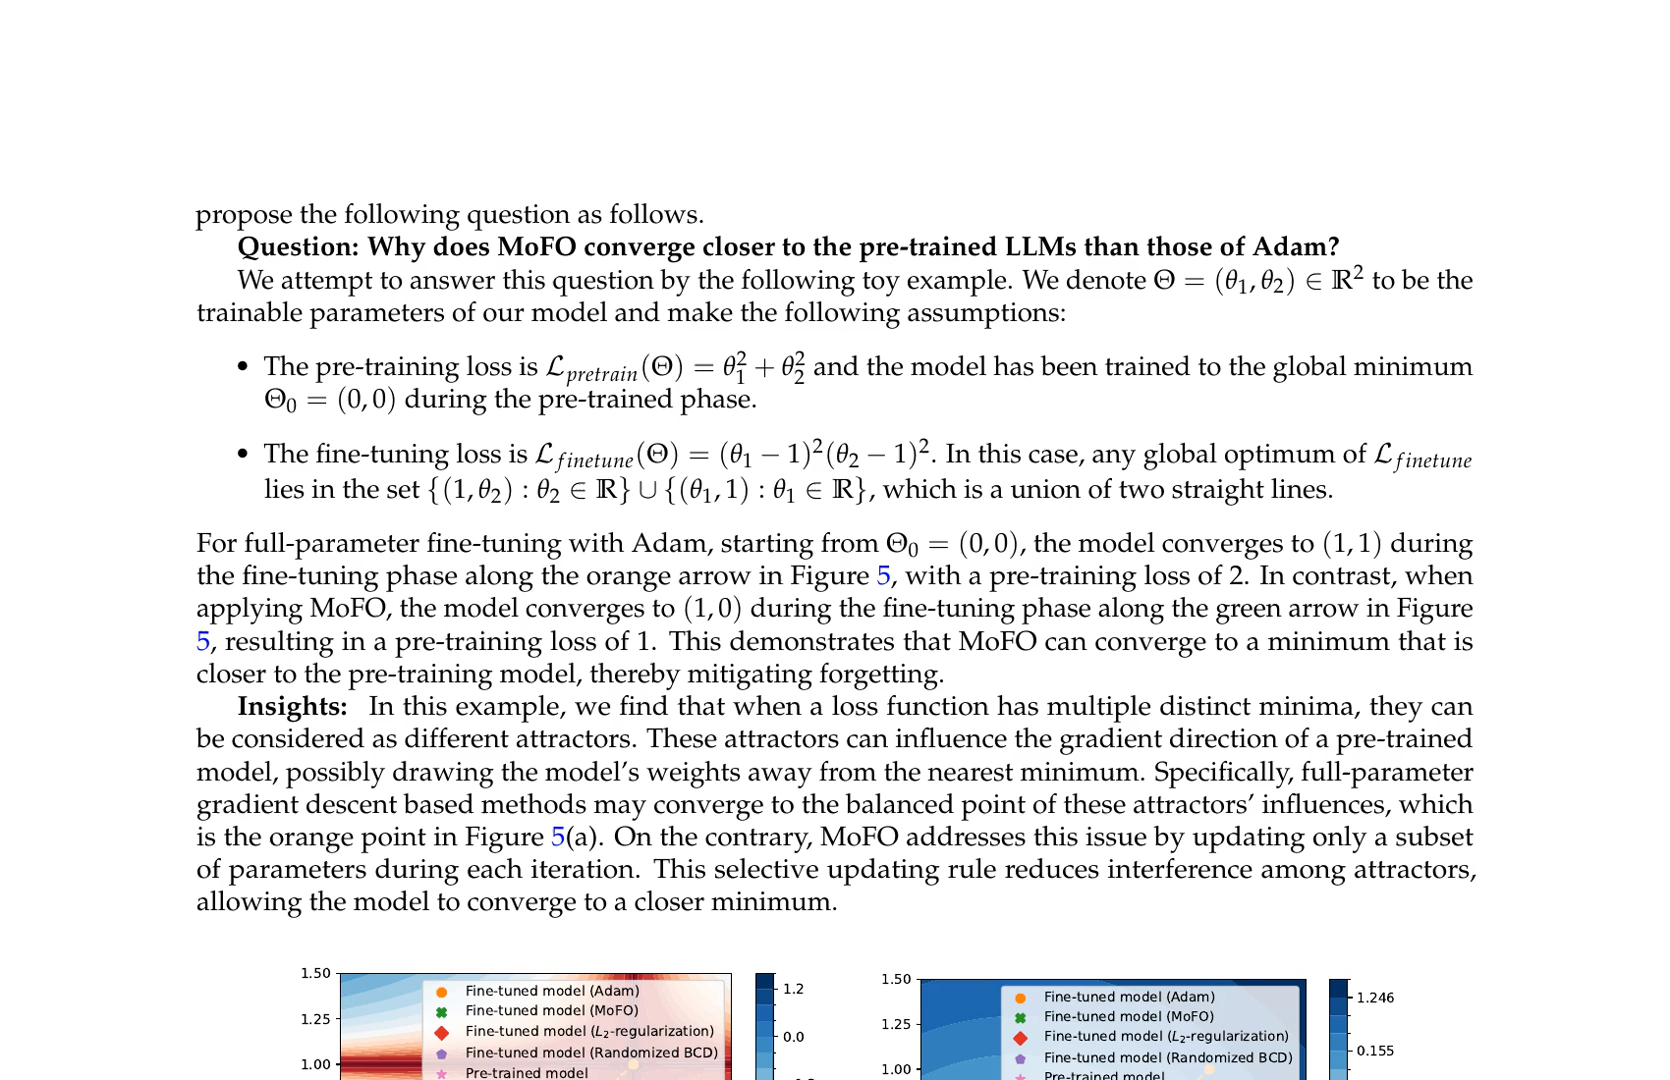 propose the following question as follows.
Question: Why does MoFO converge closer to the pre-trained LLMs than those of Adam?
We attempt to answer this question by the following toy example. We denote Θ = (θ₁, θ₂) ∈ ℝ² to be the
trainable parameters of our model and make the following assumptions:
• The pre-training loss is ℒ_pretrain(Θ) = θ₁² + θ₂² and the model has been trained to the global minimum
Θ₀ = (0, 0) during the pre-trained phase.
• The fine-tuning loss is ℒ_finetune(Θ) = (θ₁ − 1)²(θ₂ − 1)². In this case, any global optimum of ℒ_finetune
lies in the set {(1, θ₂) : θ₂ ∈ ℝ} ∪ {(θ₁, 1) : θ₁ ∈ ℝ}, which is a union of two straight lines.
For full-parameter fine-tuning with Adam, starting from Θ₀ = (0, 0), the model converges to (1, 1) during
the fine-tuning phase along the orange arrow in Figure 5, with a pre-training loss of 2. In contrast, when
applying MoFO, the model converges to (1, 0) during the fine-tuning phase along the green arrow in Figure
5, resulting in a pre-training loss of 1. This demonstrates that MoFO can converge to a minimum that is
closer to the pre-training model, thereby mitigating forgetting.
Insights: In this example, we find that when a loss function has multiple distinct minima, they can
be considered as different attractors. These attractors can influence the gradient direction of a pre-trained
model, possibly drawing the model's weights away from the nearest minimum. Specifically, full-parameter
gradient descent based methods may converge to the balanced point of these attractors' influences, which
is the orange point in Figure 5(a). On the contrary, MoFO addresses this issue by updating only a subset
of parameters during each iteration. This selective updating rule reduces interference among attractors,
allowing the model to converge to a closer minimum.
1.50
1.25
1.00
Fine-tuned model (Adam)
Fine-tuned model (MoFO)
Fine-tuned model (L₂-regularization)
Fine-tuned model (Randomized BCD)
Pre-trained model
1.2
0.0
1.50
1.25
1.00
Fine-tuned model (Adam)
Fine-tuned model (MoFO)
Fine-tuned model (L₂-regularization)
Fine-tuned model (Randomized BCD)
Pre-trained model
1.246
0.155